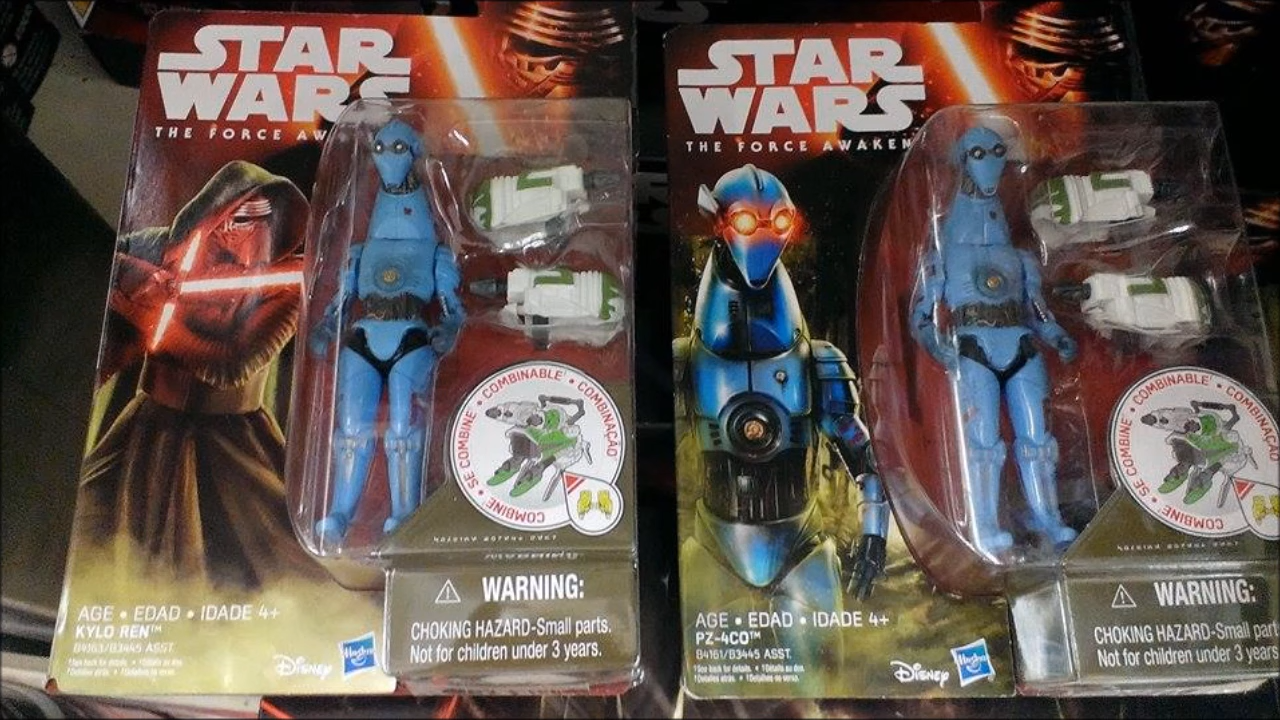 STAR
WARS
THE FORCE AW
COMBINE • SE COMBINE • COMBINABLE • COMBINAÇÃO
WARNING:
CHOKING HAZARD-Small parts.
Not for children under 3 years.
AGE • EDAD • IDADE 4+
KYLO REN™
B4163/B3445 ASST.
Disney
Hasbro
STAR
WARS
THE FORCE AWAKEN
COMBINE • SE COMBINE • COMBINABLE • COMBINAÇÃO
WARNING:
CHOKING HAZARD-Small part
Not for children under 3 years.
AGE • EDAD • IDADE 4+
PZ-4CO™
B4161/B3445 ASST.
Disney
Hasbro